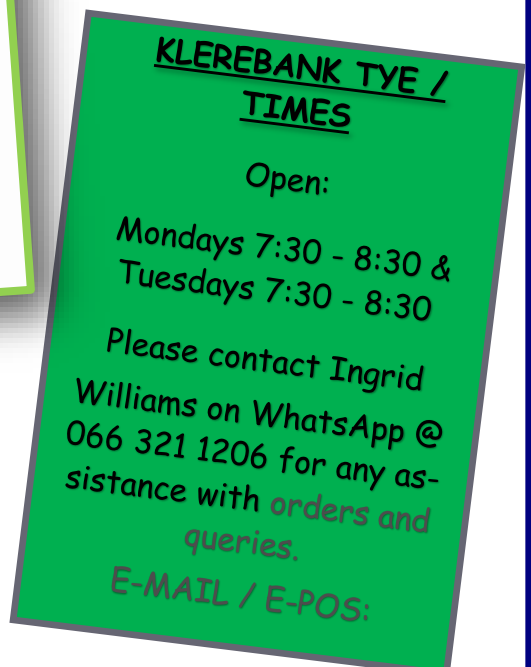 KLEREBANK TYE /
TIMES
Open:
Mondays 7:30 - 8:30 &
Tuesdays 7:30 - 8:30
Please contact Ingrid
Williams on WhatsApp @
066 321 1206 for any as-
sistance with orders and
queries.
E-MAIL / E-POS: